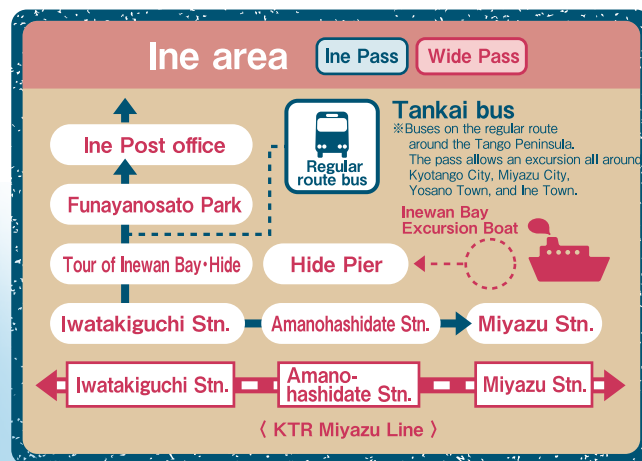 Ine area
Ine Pass
Wide Pass
Ine Post office
Funayanosato Park
Tour of Inewan Bay・Hide
Regular
route bus
Tankai bus
※Buses on the regular route
around the Tango Peninsula.
The pass allows an excursion all around
Kyotango City, Miyazu City,
Yosano Town, and Ine Town.
Inewan Bay
Excursion Boat
Hide Pier
Iwatakiguchi Stn.
Amanohashidate Stn.
Miyazu Stn.
Iwatakiguchi Stn.
Amano-
hashidate Stn.
Miyazu Stn.
〈 KTR Miyazu Line 〉